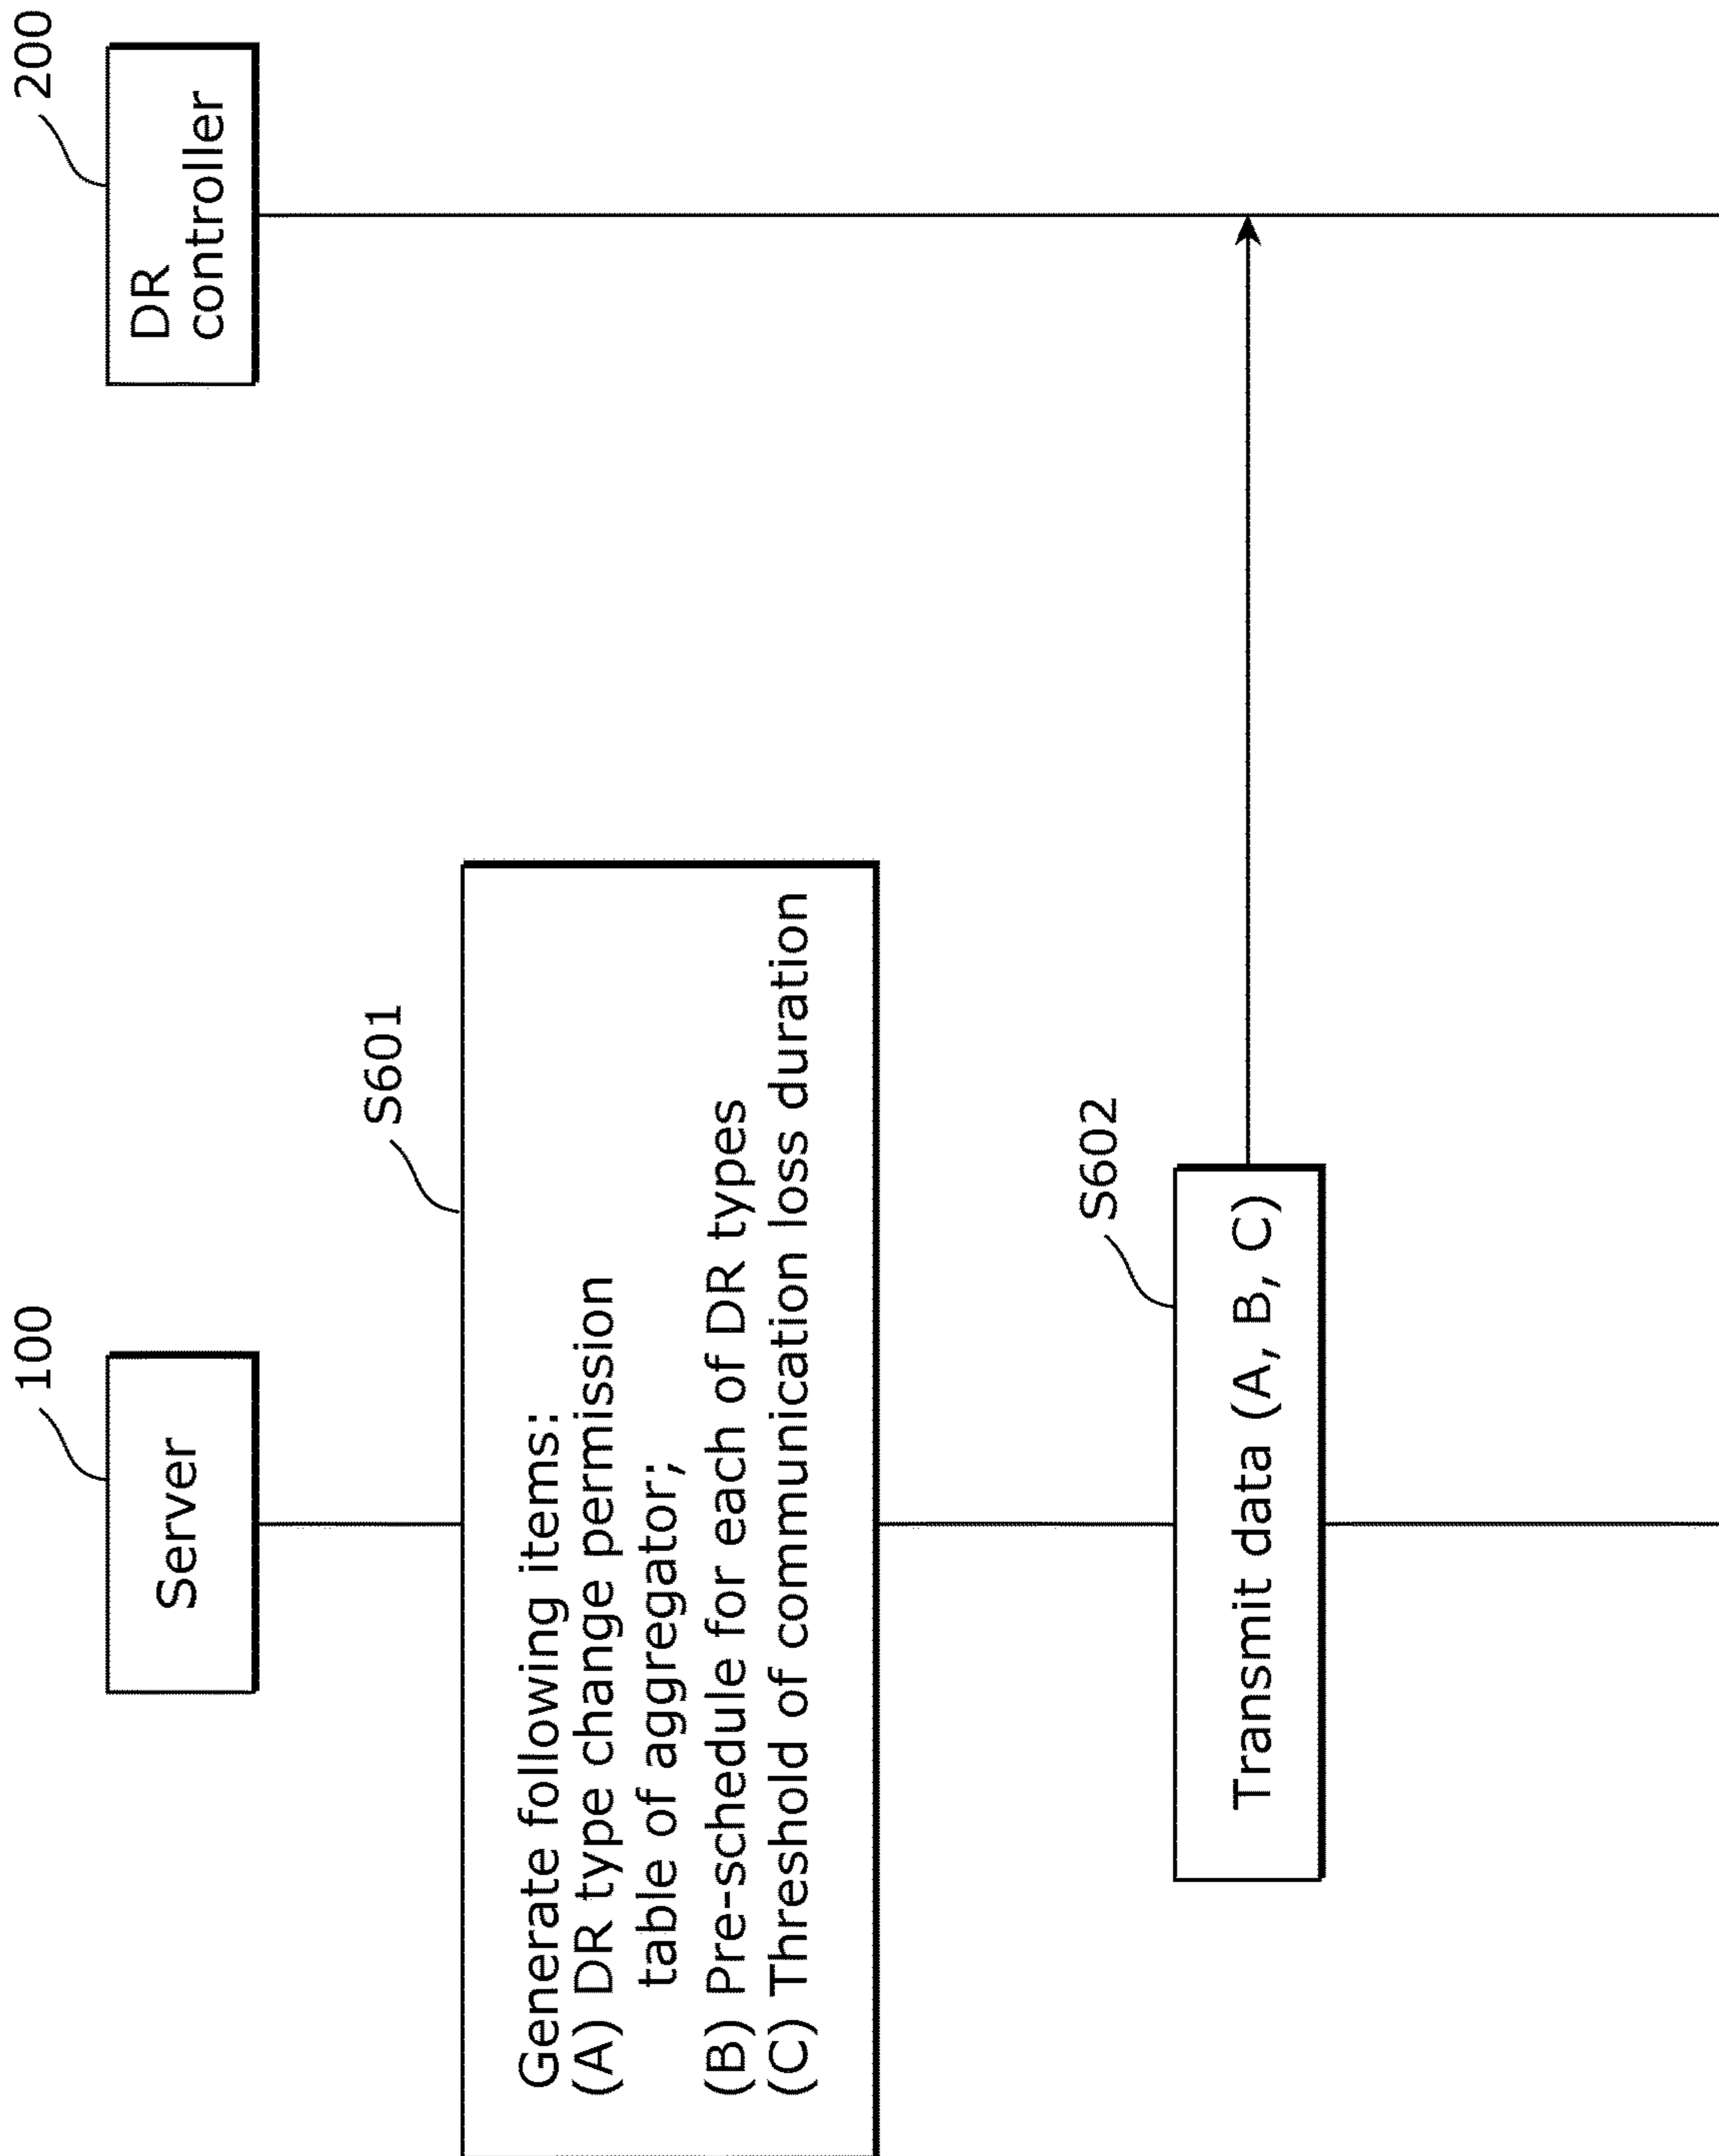 100
Server
200
DR
controller
S601
Generate following items:
(A) DR type change permission
table of aggregator;
(B) Pre-schedule for each of DR types
(C) Threshold of communication loss duration
S602
Transmit data (A, B, C)